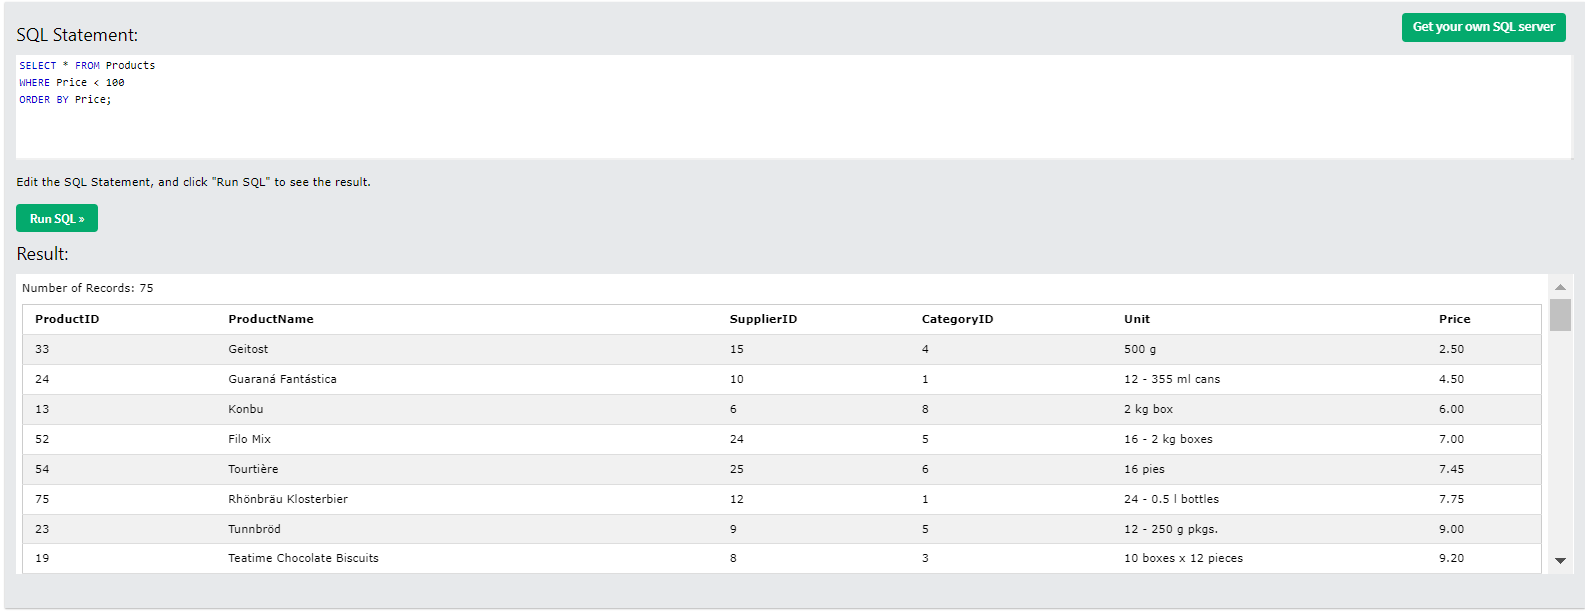 SQL Statement:
Get your own SQL server
SELECT * FROM Products
WHERE Price < 100
ORDER BY Price;
Edit the SQL Statement, and click "Run SQL" to see the result.
Run SQL »
Result:
Number of Records: 75
ProductID ProductName SupplierID CategoryID Unit Price
33 Geitost 15 4 500 g 2.50
24 Guaraná Fantástica 10 1 12 - 355 ml cans 4.50
13 Konbu 6 8 2 kg box 6.00
52 Filo Mix 24 5 16 - 2 kg boxes 7.00
54 Tourtière 25 6 16 pies 7.45
75 Rhönbräu Klosterbier 12 1 24 - 0.5 l bottles 7.75
23 Tunnbröd 9 5 12 - 250 g pkgs. 9.00
19 Teatime Chocolate Biscuits 8 3 10 boxes x 12 pieces 9.20